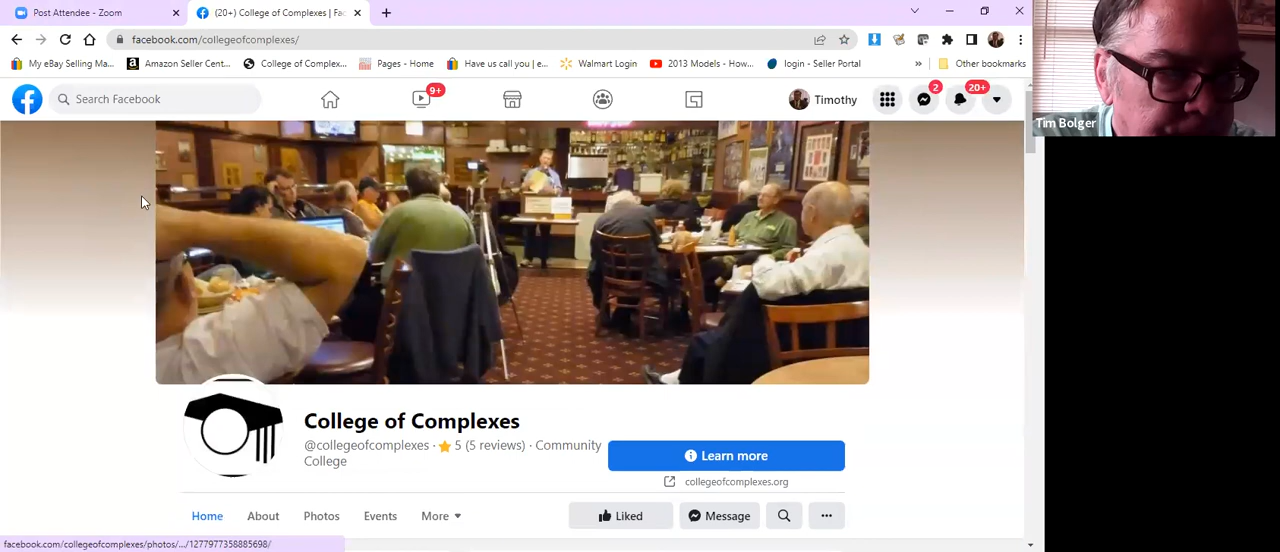 Post Attendee - Zoom
(20+) College of Complexes | Fac
facebook.com/collegeofcomplexes/
My eBay Selling Ma...
Amazon Seller Cent...
College of Complex...
Pages - Home
Have us call you | e...
Walmart Login
2013 Models - How...
login - Seller Portal
»
Other bookmarks
Search Facebook
9+
Timothy
2
20+
Tim Bolger
College of Complexes
@collegeofcomplexes · 5 (5 reviews) · Community
College
Learn more
collegeofcomplexes.org
Home
About
Photos
Events
More
Liked
Message
facebook.com/collegeofcomplexes/photos/.../1277977358885698/